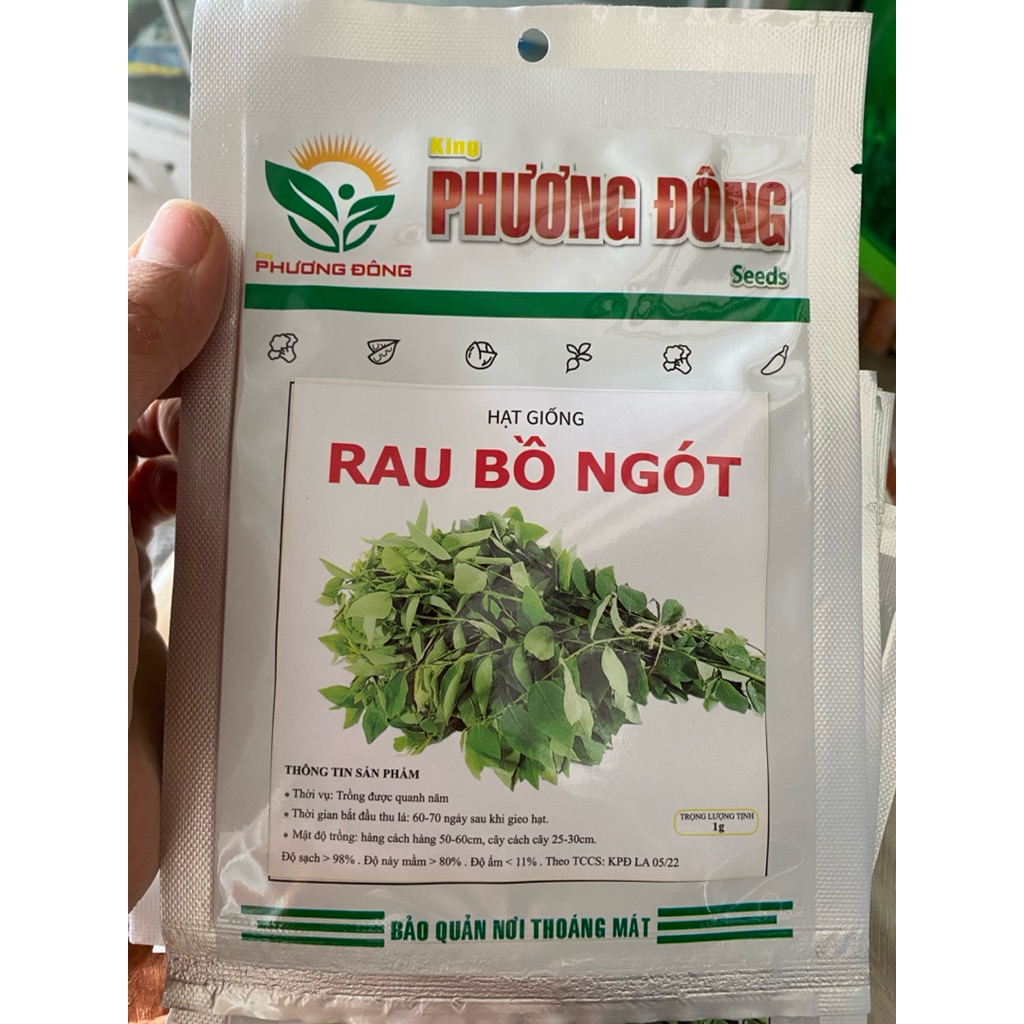 King
PHƯƠNG ĐÔNG
Seeds
King
PHƯƠNG ĐÔNG
HẠT GIỐNG
RAU BỒ NGÓT
THÔNG TIN SẢN PHẨM
• Thời vụ: Trồng được quanh năm
• Thời gian bắt đầu thu lá: 60-70 ngày sau khi gieo hạt.
• Mật độ trồng: hàng cách hàng 50-60cm, cây cách cây 25-30cm.
Độ sạch > 98% . Độ nảy mầm > 80% . Độ ẩm < 11% . Theo TCCS: KPĐ LA 05/22
TRỌNG LƯỢNG TỊNH
1g
BẢO QUẢN NƠI THOÁNG MÁT